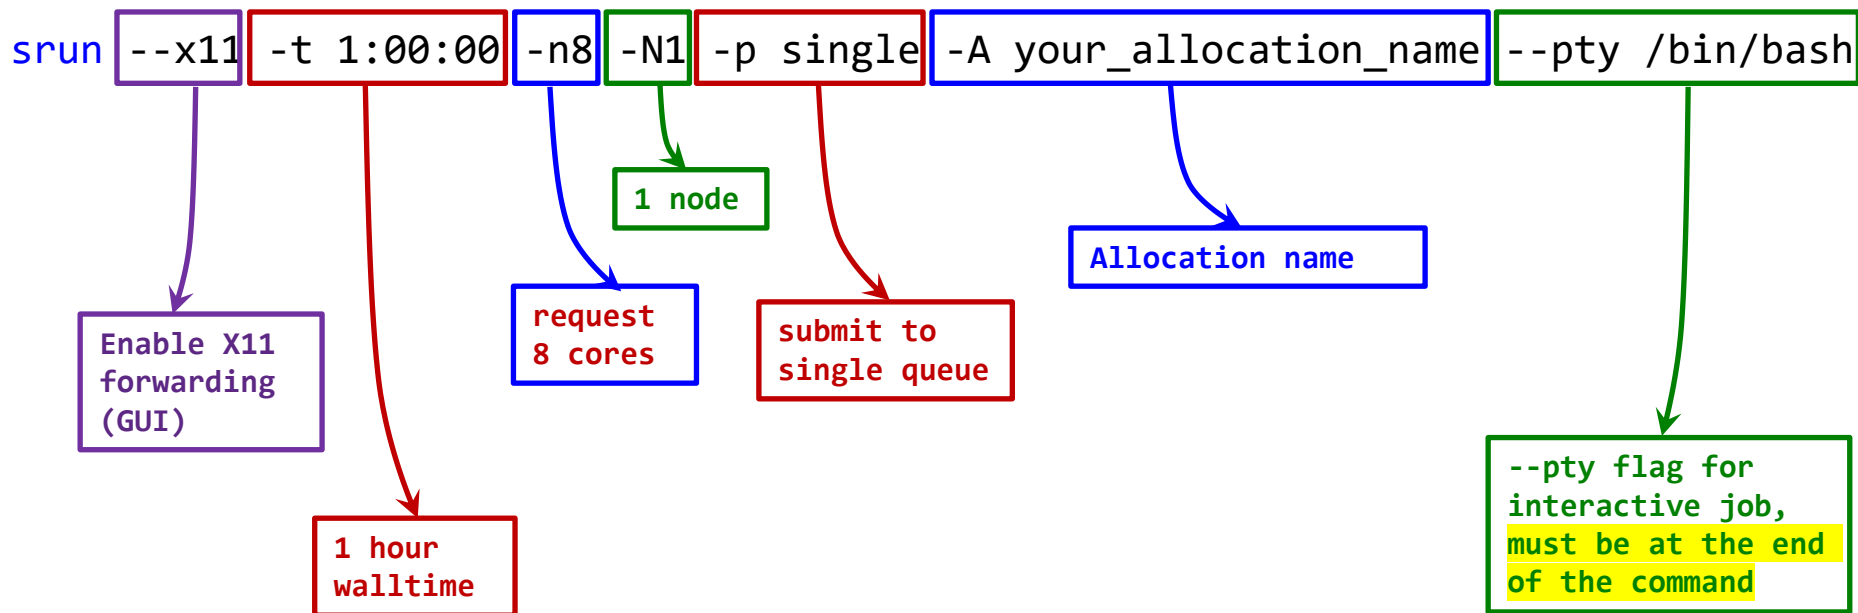 srun --x11 -t 1:00:00 -n8 -N1 -p single -A your_allocation_name --pty /bin/bash
1 node
Allocation name
request
8 cores
submit to
single queue
Enable X11
forwarding
(GUI)
--pty flag for
interactive job,
must be at the end
of the command
1 hour
walltime